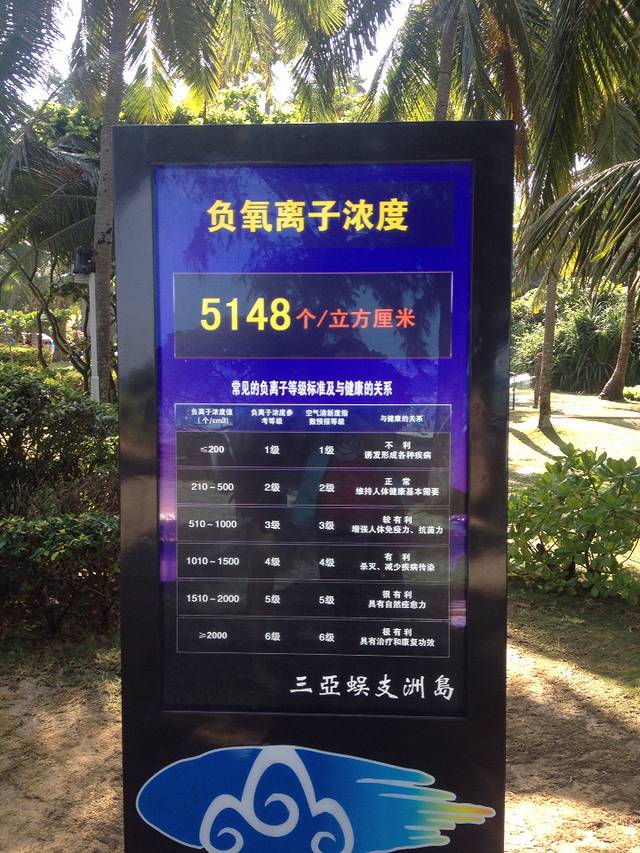 负氧离子浓度
5148个/立方厘米
常见的负离子等级标准及与健康的关系
负离子浓度值 负离子浓度参 空气清新度指 与健康的关系
（个/cm3） 考等级 数预报等级
≤200 1级 1级 不 利
诱发形成各种疾病
210～500 2级 2级 正 常
维持人体健康基本需要
510～1000 3级 3级 较 有 利
增强人体免疫力、抗菌力
1010～1500 4级 4级 有 利
杀灭、减少疾病传染
1510～2000 5级 5级 很 有 利
具有自然痊愈力
≥2000 6级 6级 极 有 利
具有治疗和康复功效
三亞蜈支洲島